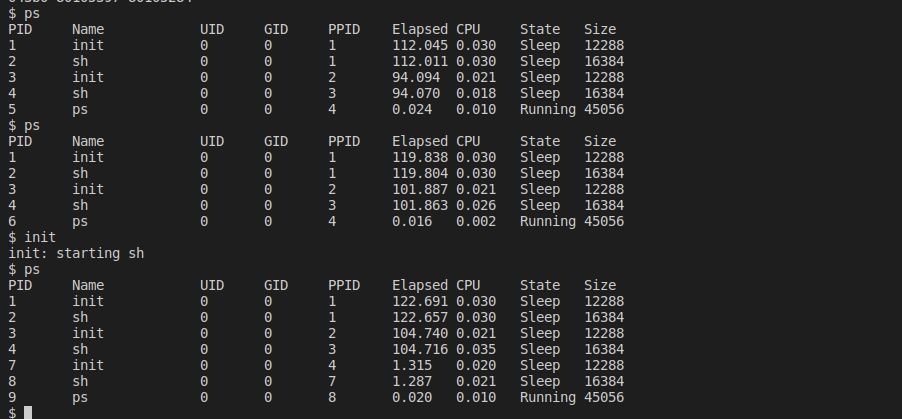 $ ps
PID     Name            UID     GID     PPID    Elapsed CPU     State   Size
1       init            0       0       1       112.045 0.030   Sleep   12288
2       sh              0       0       1       112.011 0.030   Sleep   16384
3       init            0       0       2       94.094  0.021   Sleep   12288
4       sh              0       0       3       94.070  0.018   Sleep   16384
5       ps              0       0       4       0.024   0.010   Running 45056
$ ps
PID     Name            UID     GID     PPID    Elapsed CPU     State   Size
1       init            0       0       1       119.838 0.030   Sleep   12288
2       sh              0       0       1       119.804 0.030   Sleep   16384
3       init            0       0       2       101.887 0.021   Sleep   12288
4       sh              0       0       3       101.863 0.026   Sleep   16384
6       ps              0       0       4       0.016   0.002   Running 45056
$ init
init: starting sh
$ ps
PID     Name            UID     GID     PPID    Elapsed CPU     State   Size
1       init            0       0       1       122.691 0.030   Sleep   12288
2       sh              0       0       1       122.657 0.030   Sleep   16384
3       init            0       0       2       104.740 0.021   Sleep   12288
4       sh              0       0       3       104.716 0.035   Sleep   16384
7       init            0       0       4       1.315   0.020   Sleep   12288
8       sh              0       0       7       1.287   0.021   Sleep   16384
9       ps              0       0       8       0.020   0.010   Running 45056
$